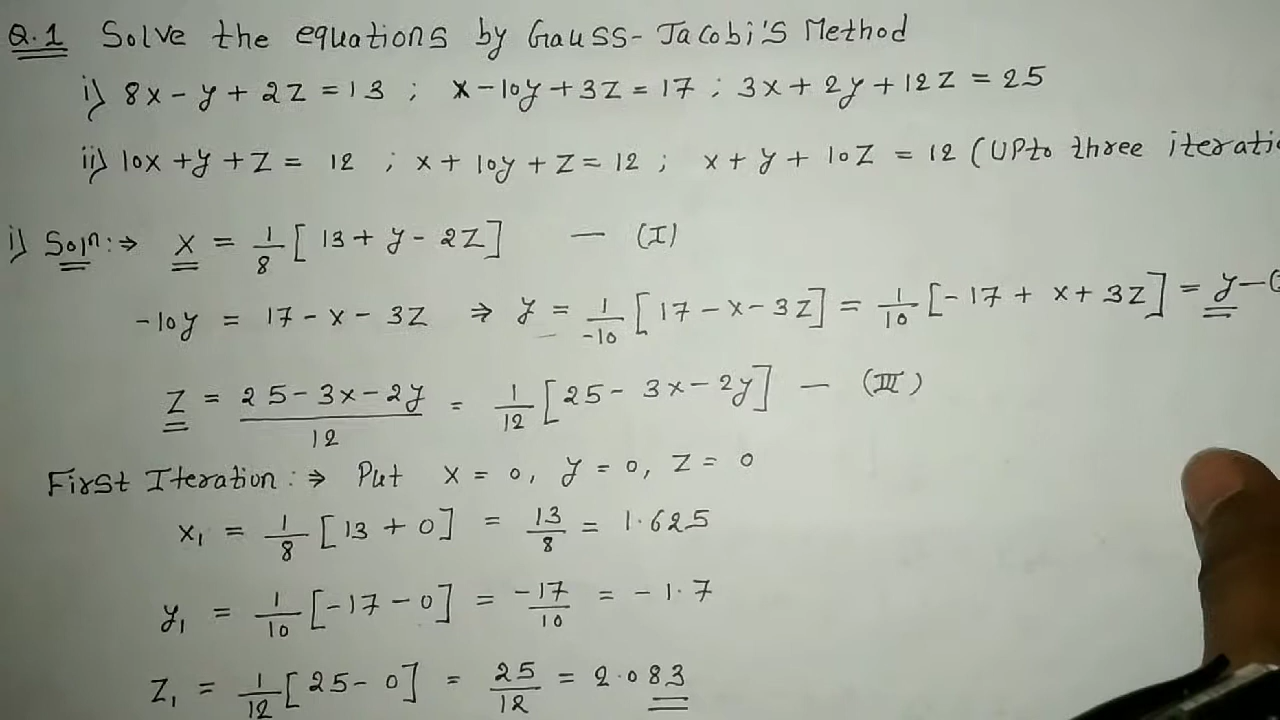 Q.1 Solve the equations by Gauss-Jacobi's Method
i) 8x - y + 2z = 13 ; x - 10y + 3z = 17 ; 3x + 2y + 12z = 25
ii) 10x + y + z = 12 ; x + 10y + z = 12 ; x + y + 10z = 12 (UPto three iterati
i) Soln :⇒ x = 1/8 [ 13 + y - 2z ] — (I)
-10y = 17 - x - 3z ⇒ y = 1/-10 [ 17 - x - 3z ] = 1/10 [ -17 + x + 3z ] = y — (
z = 25 - 3x - 2y / 12 = 1/12 [ 25 - 3x - 2y ] — (III)
First Iteration :⇒ Put x = 0, y = 0, z = 0
x₁ = 1/8 [ 13 + 0 ] = 13/8 = 1.625
y₁ = 1/10 [ -17 - 0 ] = -17/10 = -1.7
z₁ = 1/12 [ 25 - 0 ] = 25/12 = 2.083